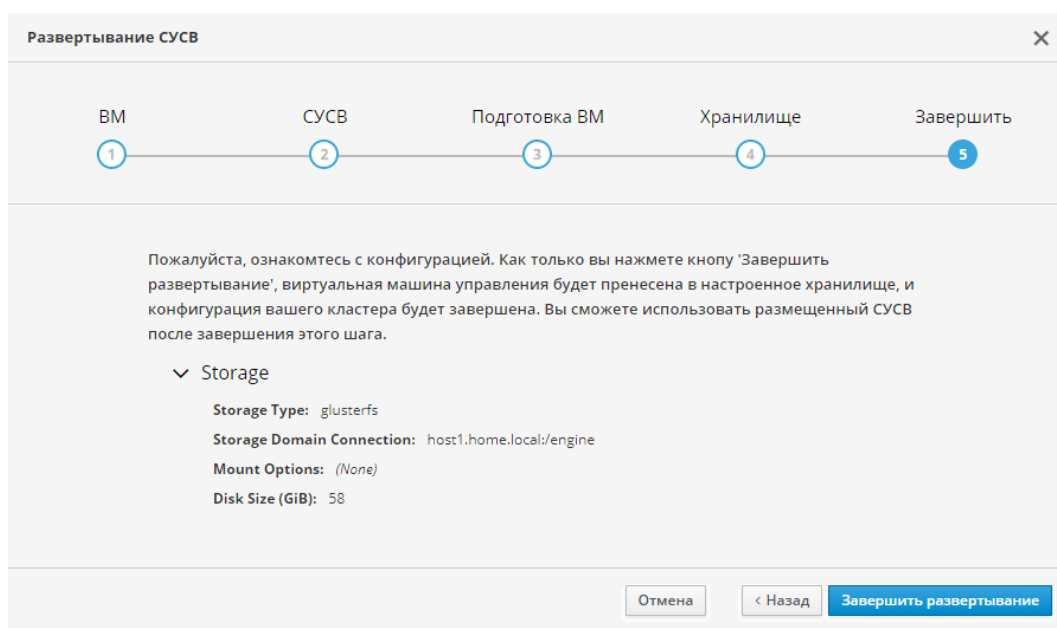 Развертывание СУСВ
ВМ СУСВ Подготовка ВМ Хранилище Завершить
1 2 3 4 5
Пожалуйста, ознакомтесь с конфигурацией. Как только вы нажмете кнопу 'Завершить
развертывание', виртуальная машина управления будет пренесена в настроенное хранилище, и
конфигурация вашего кластера будет завершена. Вы сможете использовать размещенный СУСВ
после завершения этого шага.
Storage
Storage Type: glusterfs
Storage Domain Connection: host1.home.local:/engine
Mount Options: (None)
Disk Size (GiB): 58
Отмена < Назад Завершить развертывание